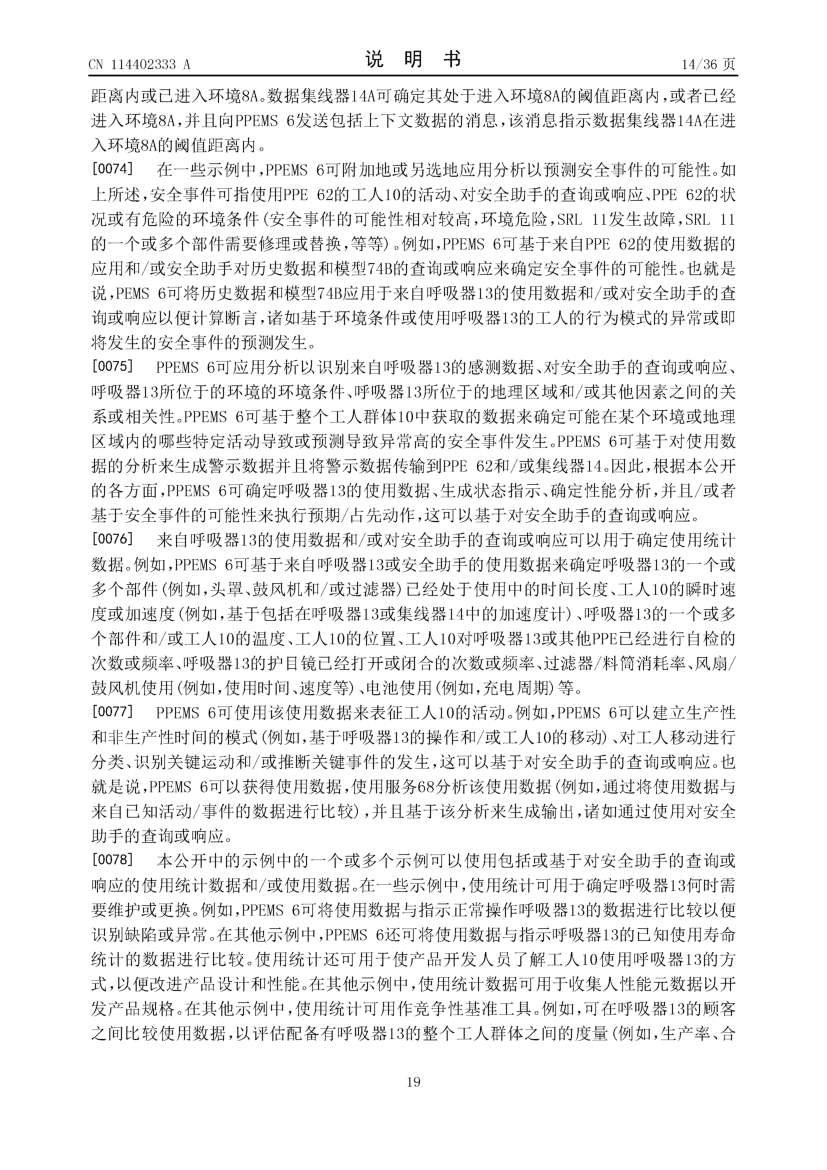 CN 114402333 A
说 明 书
14/36 页
距离内或已进入环境8A。数据集线器14A可确定其处于进入环境8A的阈值距离内,或者已经
进入环境8A,并且向PPEMS 6发送包括上下文数据的消息,该消息指示数据集线器14A在进
入环境8A的阈值距离内。
[0074] 在一些示例中,PPEMS 6可附加地或另选地应用分析以预测安全事件的可能性。如
上所述,安全事件可指使用PPE 62的工人10的活动、对安全助手的查询或响应、PPE 62的状
况或有危险的环境条件(安全事件的可能性相对较高,环境危险,SRL 11发生故障,SRL 11
的一个或多个部件需要修理或替换,等等)。例如,PPEMS 6可基于来自PPE 62的使用数据的
应用和/或安全助手对历史数据和模型74B的查询或响应来确定安全事件的可能性。也就是
说,PEMS 6可将历史数据和模型74B应用于来自呼吸器13的使用数据和/或对安全助手的查
询或响应以便计算断言,诸如基于环境条件或使用呼吸器13的工人的行为模式的异常或即
将发生的安全事件的预测发生。
[0075] PPEMS 6可应用分析以识别来自呼吸器13的感测数据、对安全助手的查询或响应、
呼吸器13所位于的环境的环境条件、呼吸器13所位于的地理区域和/或其他因素之间的关
系或相关性。PPEMS 6可基于整个工人群体10中获取的数据来确定可能在某个环境或地理
区域内的哪些特定活动导致或预测导致异常高的安全事件发生。PPEMS 6可基于对使用数
据的分析来生成警示数据并且将警示数据传输到PPE 62和/或集线器14。因此,根据本公开
的各方面,PPEMS 6可确定呼吸器13的使用数据、生成状态指示、确定性能分析,并且/或者
基于安全事件的可能性来执行预期/占先动作,这可以基于对安全助手的查询或响应。
[0076] 来自呼吸器13的使用数据和/或对安全助手的查询或响应可以用于确定使用统计
数据。例如,PPEMS 6可基于来自呼吸器13或安全助手的使用数据来确定呼吸器13的一个或
多个部件(例如,头罩、鼓风机和/或过滤器)已经处于使用中的时间长度、工人10的瞬时速
度或加速度(例如,基于包括在呼吸器13或集线器14中的加速度计)、呼吸器13的一个或多
个部件和/或工人10的温度、工人10的位置、工人10对呼吸器13或其他PPE已经进行自检的
次数或频率、呼吸器13的护目镜已经打开或闭合的次数或频率、过滤器/料筒消耗率、风扇/
鼓风机使用(例如,使用时间、速度等)、电池使用(例如,充电周期)等。
[0077] PPEMS 6可使用该使用数据来表征工人10的活动。例如,PPEMS 6可以建立生产性
和非生产性时间的模式(例如,基于呼吸器13的操作和/或工人10的移动)、对工人移动进行
分类、识别关键运动和/或推断关键事件的发生,这可以基于对安全助手的查询或响应。也
就是说,PPEMS 6可以获得使用数据,使用服务68分析该使用数据(例如,通过将使用数据与
来自已知活动/事件的数据进行比较),并且基于该分析来生成输出,诸如通过使用对安全
助手的查询或响应。
[0078] 本公开中的示例中的一个或多个示例可以使用包括或基于对安全助手的查询或
响应的使用统计数据和/或使用数据。在一些示例中,使用统计可用于确定呼吸器13何时需
要维护或更换。例如,PPEMS 6可将使用数据与指示正常操作呼吸器13的数据进行比较以便
识别缺陷或异常。在其他示例中,PPEMS 6还可将使用数据与指示呼吸器13的已知使用寿命
统计的数据进行比较。使用统计还可用于使产品开发人员了解工人10使用呼吸器13的方
式,以便改进产品设计和性能。在其他示例中,使用统计数据可用于收集人性能元数据以开
发产品规格。在其他示例中,使用统计可用作竞争性基准工具。例如,可在呼吸器13的顾客
之间比较使用数据,以评估配备有呼吸器13的整个工人群体之间的度量(例如,生产率、合
19